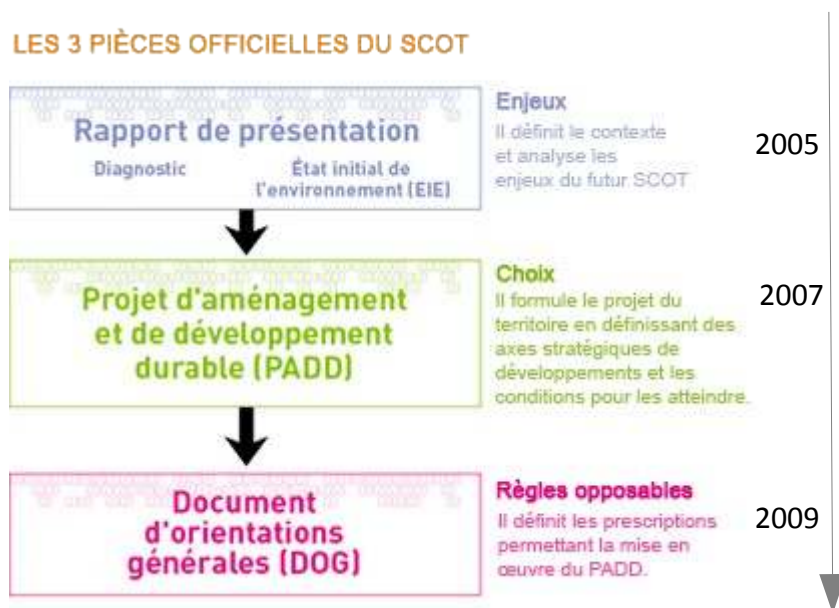 LES 3 PIÈCES OFFICIELLES DU SCOT
Rapport de présentation
Diagnostic
État initial de
l'environnement (EIE)
Enjeux
Il définit le contexte
et analyse les
enjeux du futur SCOT
2005
Projet d'aménagement
et de développement
durable (PADD)
Choix
Il formule le projet du
territoire en définissant des
axes stratégiques de
développements et les
conditions pour les atteindre.
2007
Document
d'orientations
générales (DOG)
Règles opposables
Il définit les prescriptions
permettant la mise en
œuvre du PADD.
2009